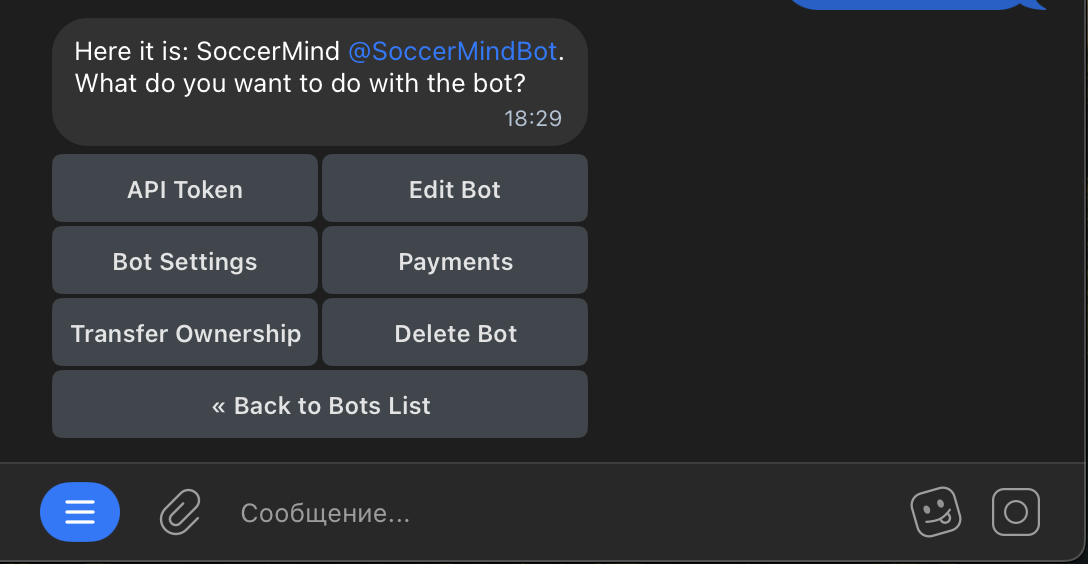 Here it is: SoccerMind @SoccerMindBot.
What do you want to do with the bot?
18:29
API Token
Edit Bot
Bot Settings
Payments
Transfer Ownership
Delete Bot
« Back to Bots List
Сообщение...